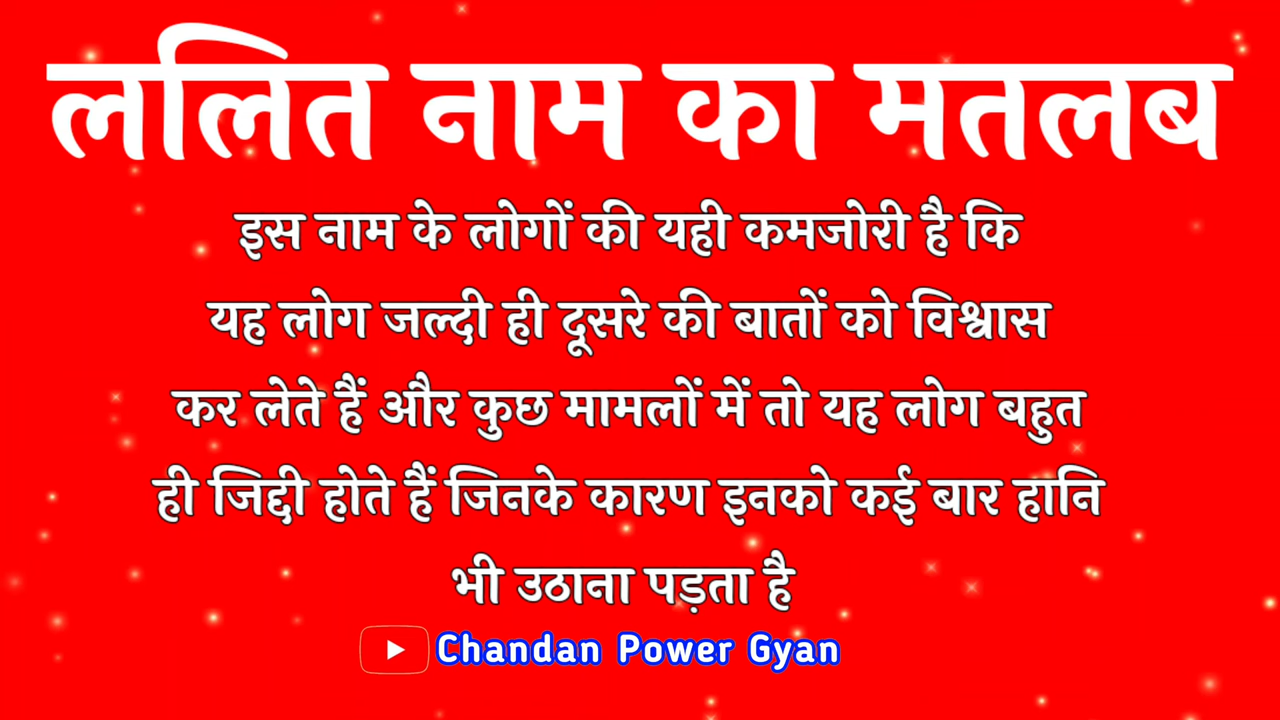 ललित नाम का मतलब
इस नाम के लोगों की यही कमजोरी है कि
यह लोग जल्दी ही दूसरे की बातों को विश्वास
कर लेते हैं और कुछ मामलों में तो यह लोग बहुत
ही जिद्दी होते हैं जिनके कारण इनको कई बार हानि
भी उठाना पड़ता है
Chandan Power Gyan